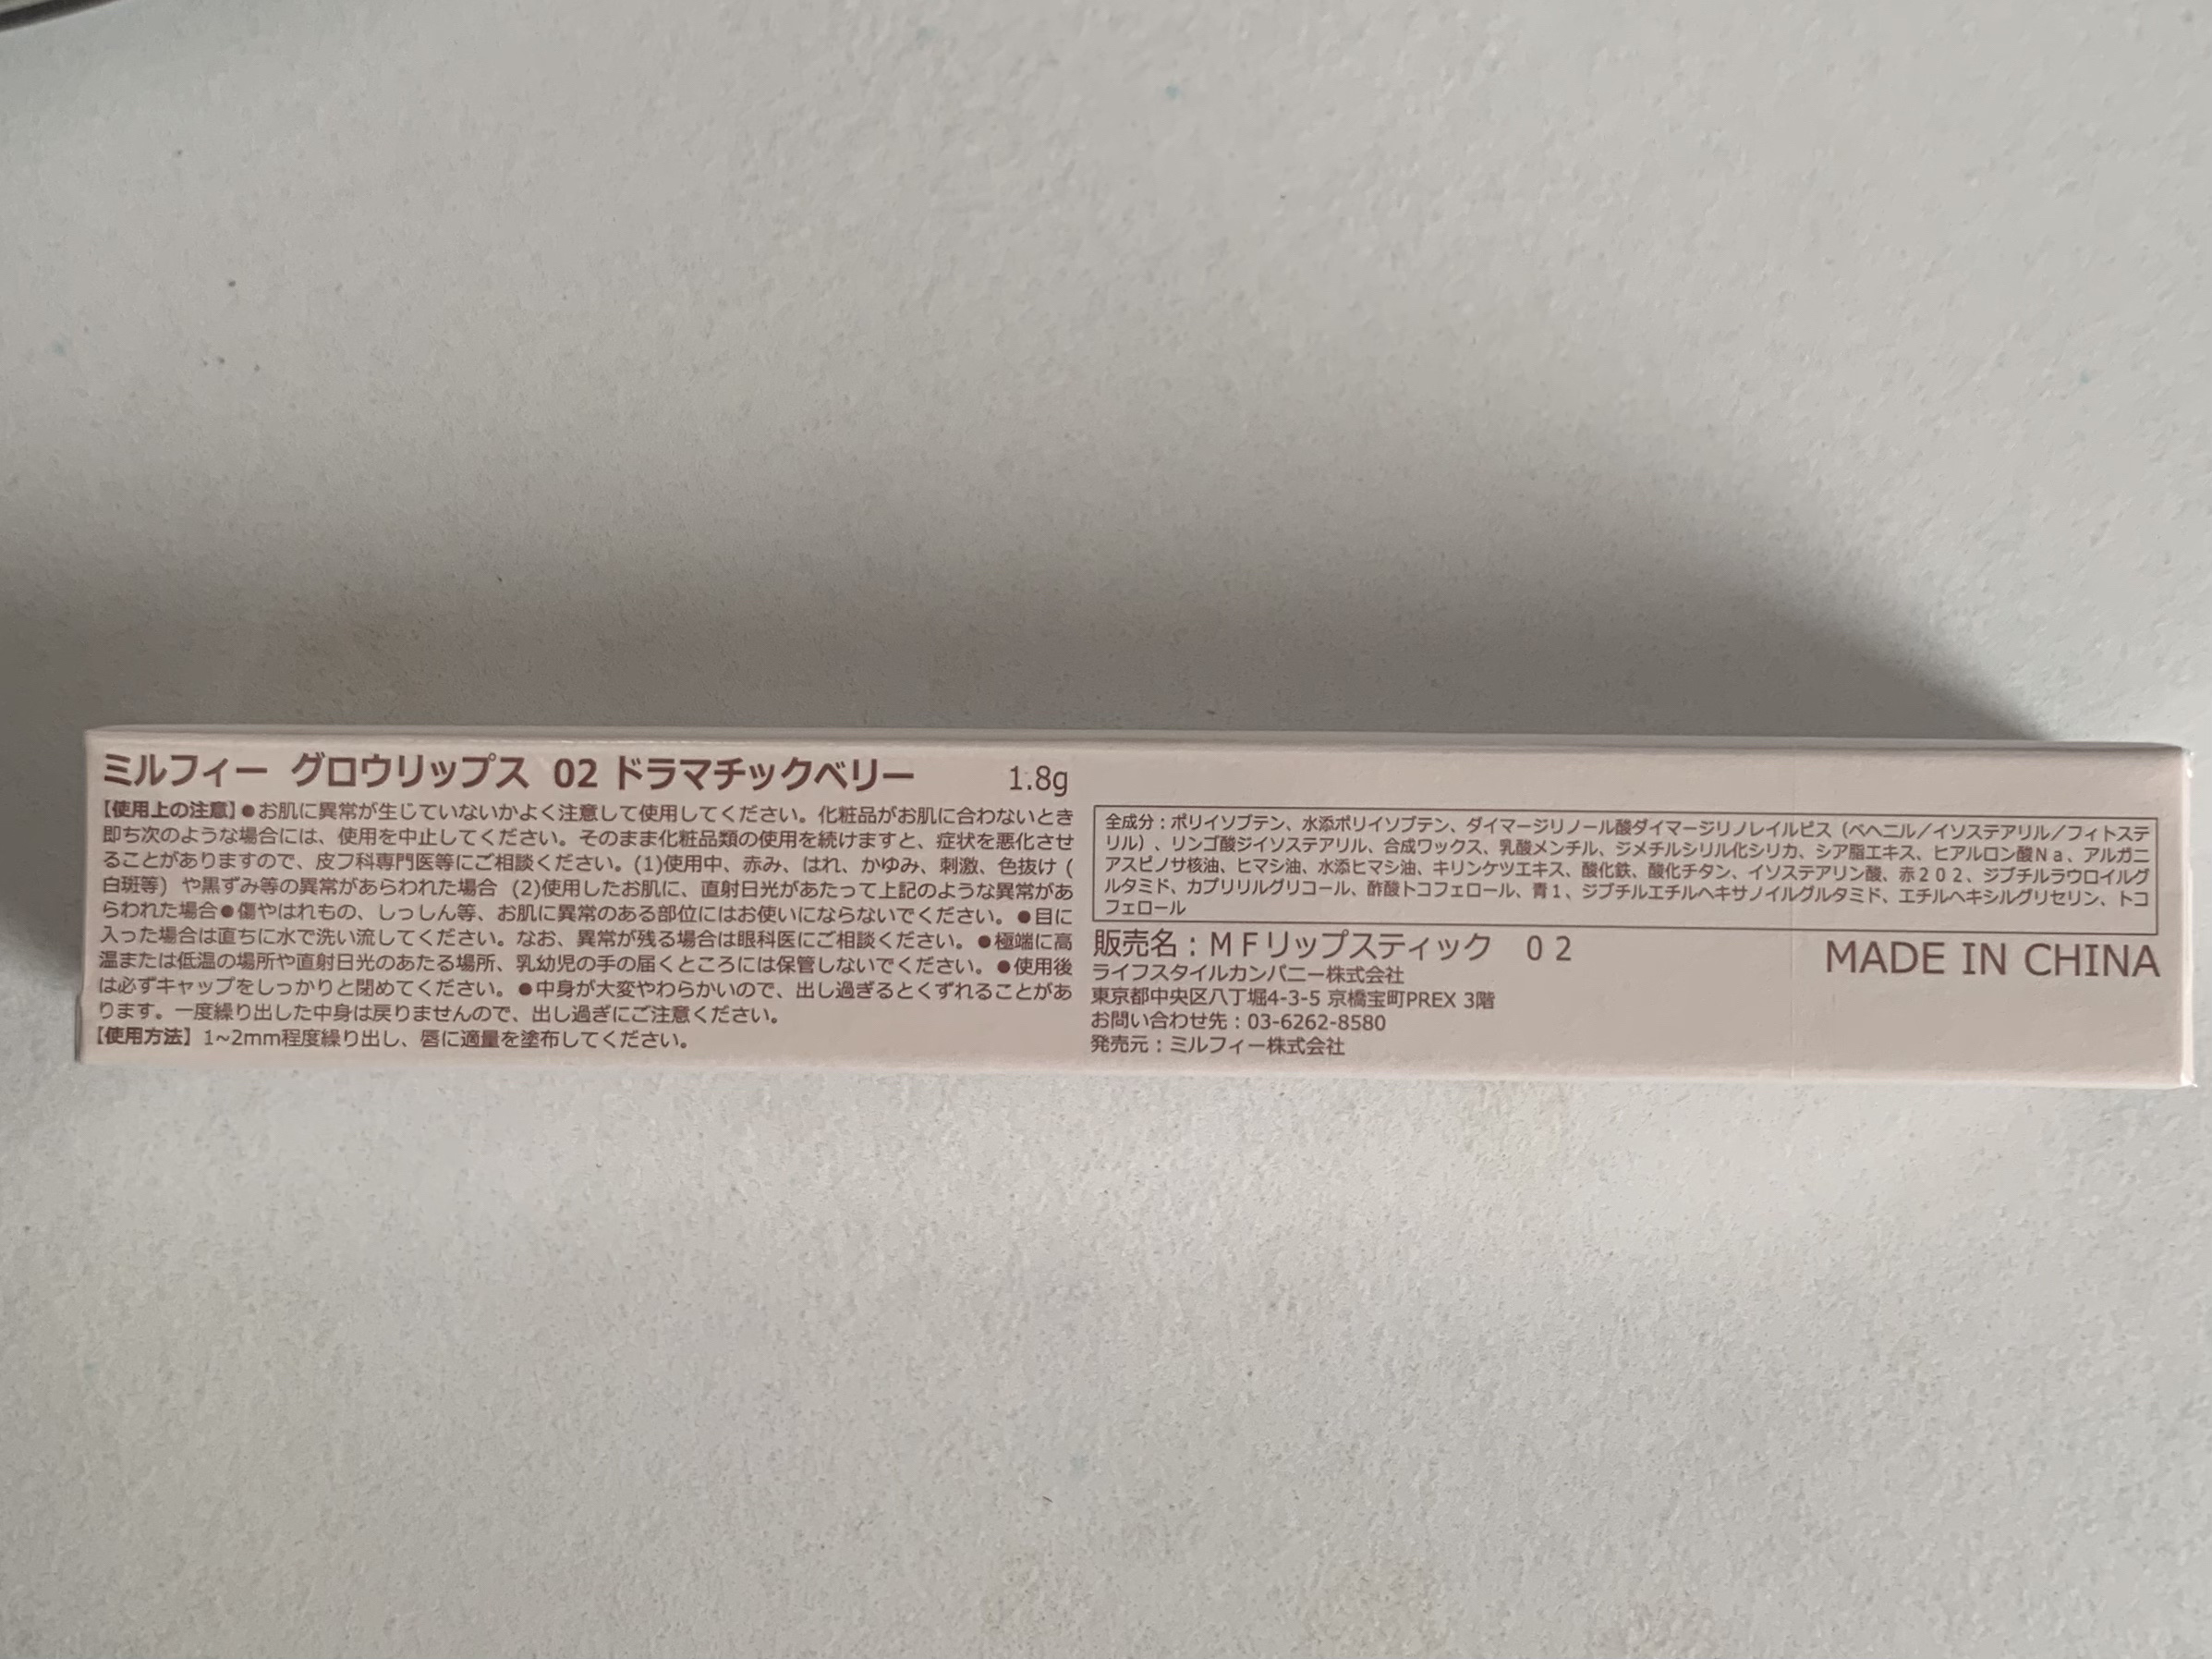 ミルフィー グロウリップス 02 ドラマチックベリー 1.8g
【使用上の注意】●お肌に異常が生じていないかよく注意して使用してください。化粧品がお肌に合わないとき
即ち次のような場合には、使用を中止してください。そのまま化粧品類の使用を続けますと、症状を悪化させ
ることがありますので、皮フ科専門医等にご相談ください。(1)使用中、赤み、はれ、かゆみ、刺激、色抜け (
白斑等) や黒ずみ等の異常があらわれた場合 (2)使用したお肌に、直射日光があたって上記のような異常があ
らわれた場合●傷やはれもの、しっしん等、お肌に異常のある部位にはお使いにならないでください。●目に
入った場合は直ちに水で洗い流してください。なお、異常が残る場合は眼科医にご相談ください。●極端に高
温または低温の場所や直射日光のあたる場所、乳幼児の手の届くところには保管しないでください。●使用後
は必ずキャップをしっかりと閉めてください。●中身が大変やわらかいので、出し過ぎるとくずれることがあ
ります。一度繰り出した中身は戻りませんので、出し過ぎにご注意ください。
【使用方法】1~2mm程度繰り出し、唇に適量を塗布してください。
全成分：ポリイソブテン、水添ポリイソブテン、ダイマージリノール酸ダイマージリノレイルビス（ベヘニル／イソステアリル／フィトステ
リル）、リンゴ酸ジイソステアリル、合成ワックス、乳酸メンチル、ジメチルシリル化シリカ、シア脂エキス、ヒアルロン酸Ｎａ、アルガニ
アスピノサ核油、ヒマシ油、水添ヒマシ油、キリンケツエキス、酸化鉄、酸化チタン、イソステアリン酸、赤２０２、ジブチルラウロイルグ
ルタミド、カプリリルグリコール、酢酸トコフェロール、青１、ジブチルエチルヘキサノイルグルタミド、エチルヘキシルグリセリン、トコ
フェロール
販売名：ＭＦリップスティック ０２
MADE IN CHINA
ライフスタイルカンパニー株式会社
東京都中央区八丁堀4-3-5 京橋宝町PREX 3階
お問い合わせ先：03-6262-8580
発売元：ミルフィー株式会社